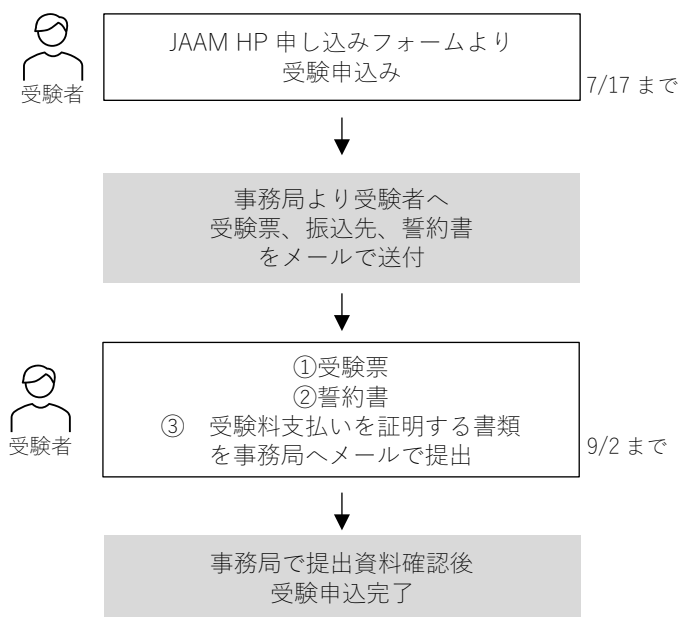 JAAM HP 申し込みフォームより
受験申込み
受験者
7/17 まで
事務局より受験者へ
受験票、振込先、誓約書
をメールで送付
①受験票
②誓約書
③ 受験料支払いを証明する書類
を事務局へメールで提出
受験者
9/2 まで
事務局で提出資料確認後
受験申込完了